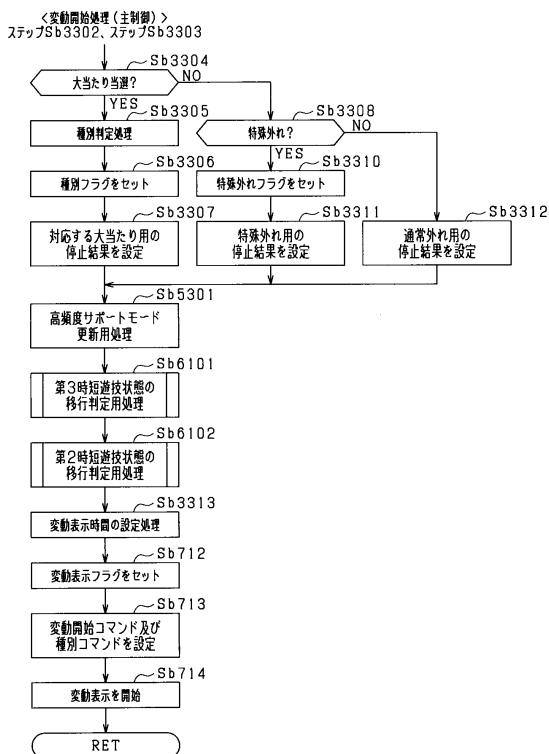 <変動開始処理(主制御)>
ステップSb3302、ステップSb3303
Sb3304
大当たり当選?
NO
YES
Sb3305
種別判定処理
Sb3306
種別フラグをセット
Sb3307
対応する大当たり用の
停止結果を設定
Sb3308
特殊外れ?
NO
YES
Sb3310
特殊外れフラグをセット
Sb3311
特殊外れ用の
停止結果を設定
Sb3312
通常外れ用の
停止結果を設定
Sb5301
高頻度サポートモード
更新用処理
Sb6101
第3時短遊技状態の
移行判定用処理
Sb6102
第2時短遊技状態の
移行判定用処理
Sb3313
変動表示時間の設定処理
Sb712
変動表示フラグをセット
Sb713
変動開始コマンド及び
種別コマンドを設定
Sb714
変動表示を開始
RET